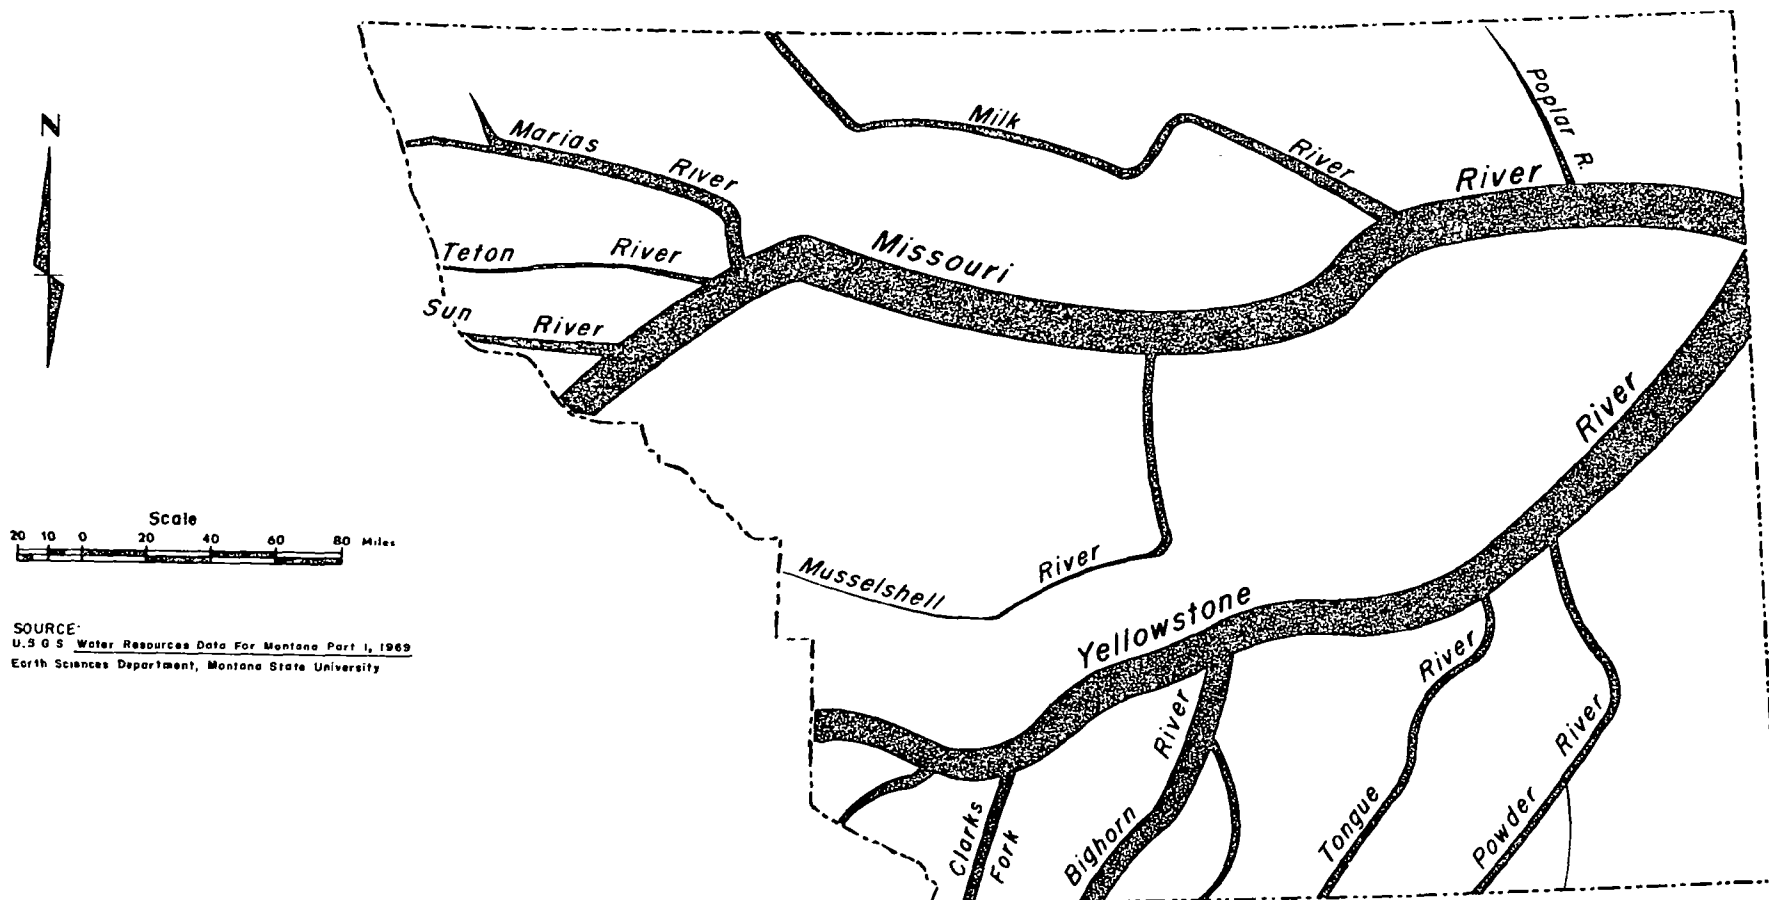 N
Marias River
Milk River
Poplar R.
River
Teton River
Missouri
Sun River
River
Scale
20 10 0 20 40 60 80 Miles
Musselshell River
Yellowstone
SOURCE:
U.S G S Water Resources Data For Montana Part I, 1969
Earth Sciences Department, Montana State University
Clarks Fork
Bighorn River
Tongue River
Powder River